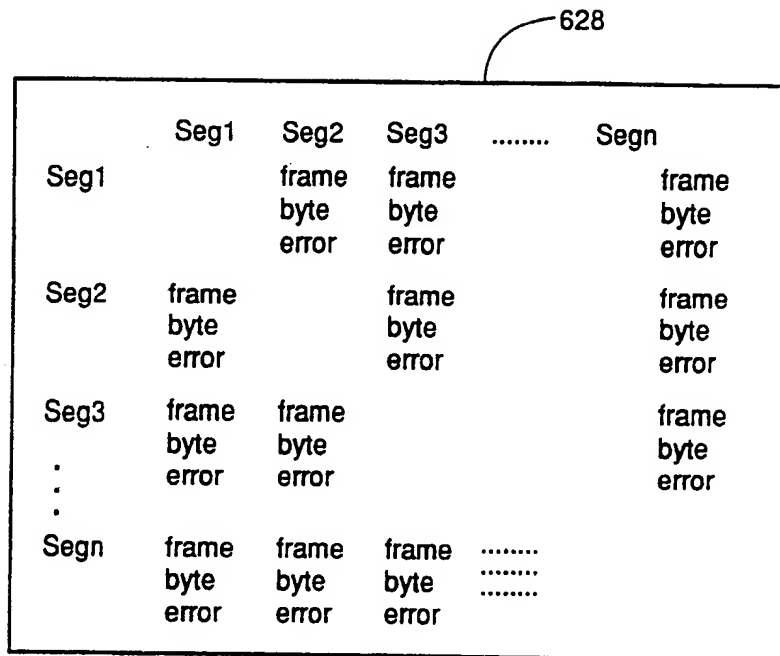 628
Seg1 Seg2 Seg3 ........ Segn
Seg1 frame frame frame
byte byte byte
error error error
Seg2 frame frame frame
byte byte byte
error error error
Seg3 frame frame frame
byte byte byte
error error error
Segn frame frame frame ........
byte byte byte ........
error error error ........